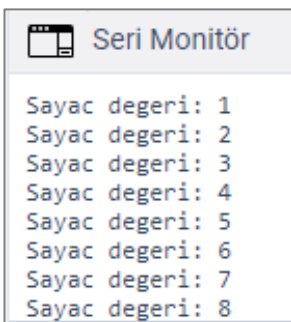 Seri Monitör
Sayac degeri: 1
Sayac degeri: 2
Sayac degeri: 3
Sayac degeri: 4
Sayac degeri: 5
Sayac degeri: 6
Sayac degeri: 7
Sayac degeri: 8